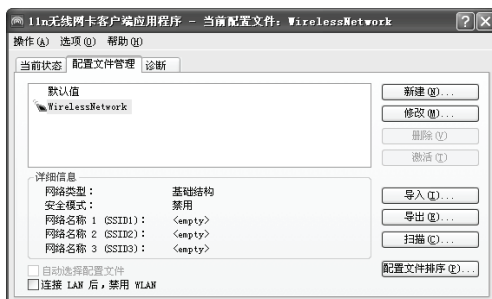 11n无线网卡客户端应用程序 - 当前配置文件: WirelessNetwork
操作(A) 选项(O) 帮助(H)
当前状态 配置文件管理 诊断
默认值
WirelessNetwork
新建(N)...
修改(M)...
删除(V)
激活(T)
详细信息
网络类型: 基础结构
安全模式: 禁用
网络名称 1 (SSID1): <empty>
网络名称 2 (SSID2): <empty>
网络名称 3 (SSID3): <empty>
导入(I)...
导出(E)...
扫描(C)...
自动选择配置文件
连接 LAN 后,禁用 WLAN
配置文件排序(P)...